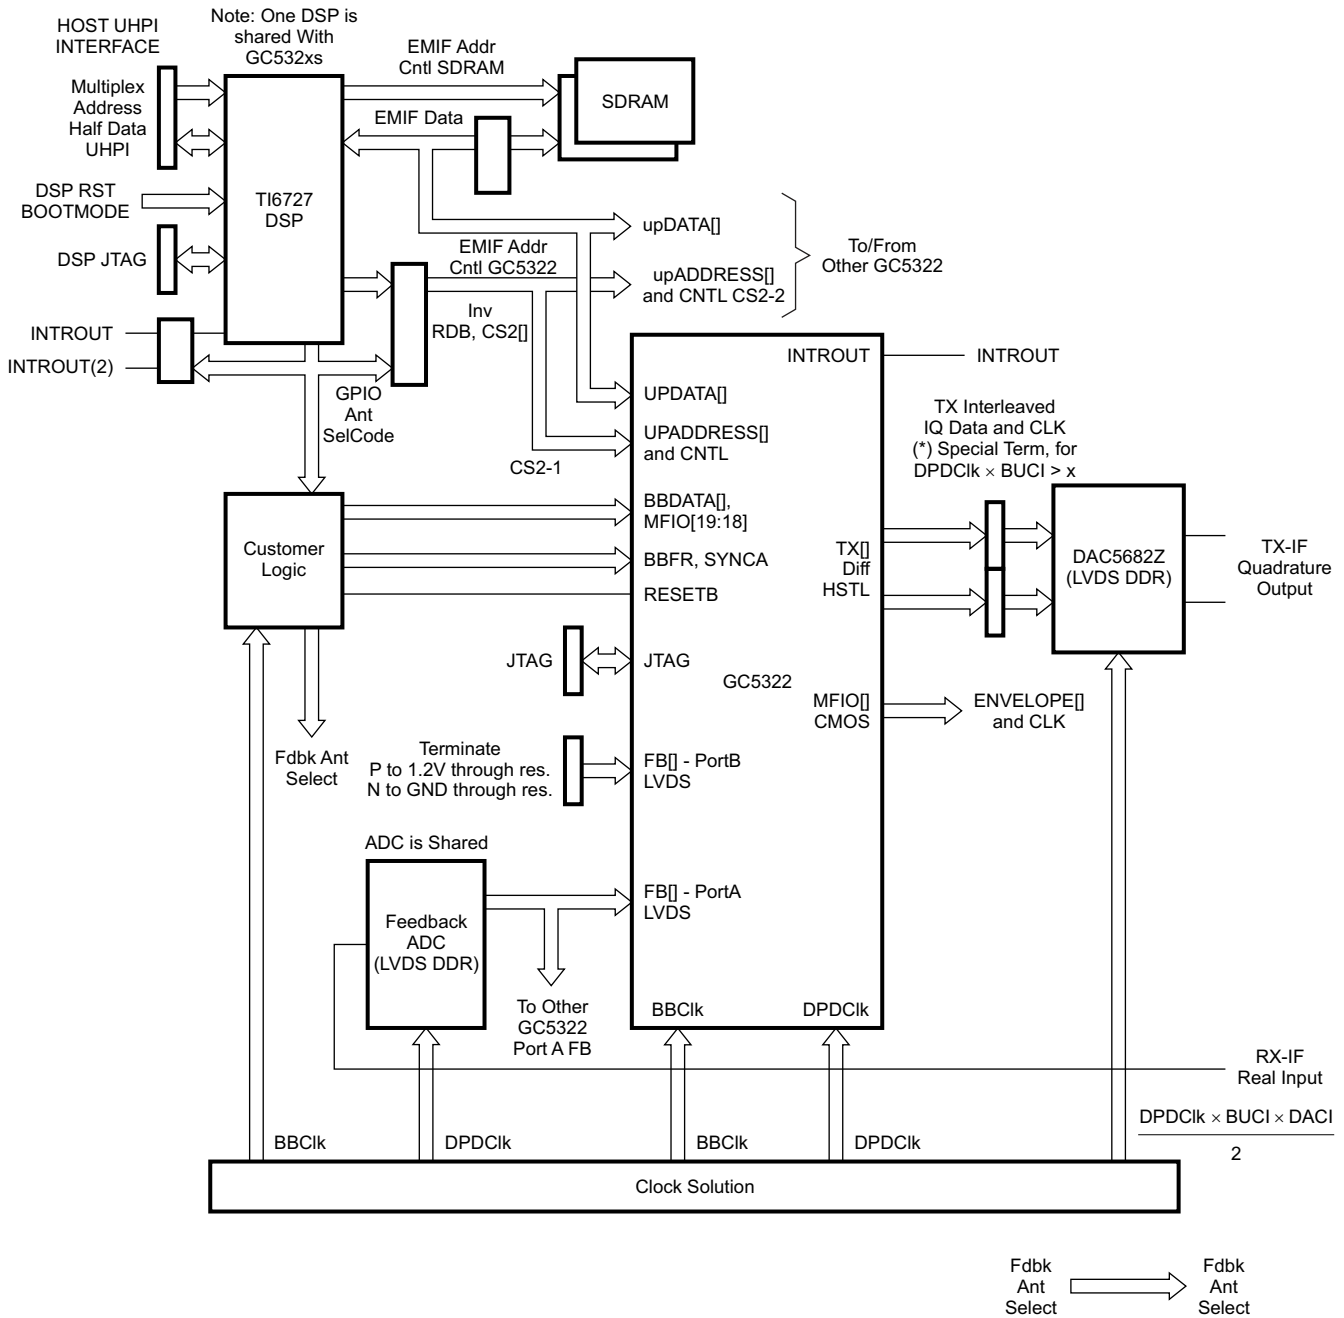 Note: One DSP is
shared With
GC532xs
HOST UHPI
INTERFACE
Multiplex
Address
Half Data
UHPI
EMIF Addr
Cntl SDRAM
SDRAM
EMIF Data
DSP RST
BOOTMODE
TI6727
DSP
DSP JTAG
upDATA[]
EMIF Addr
Cntl GC5322
upADDRESS[]
and CNTL CS2-2
To/From
Other GC5322
Inv
RDB, CS2[]
INTROUT
INTROUT(2)
GPIO
Ant
SelCode
INTROUT
INTROUT
UPDATA[]
UPADDRESS[]
and CNTL
CS2-1
TX Interleaved
IQ Data and CLK
(*) Special Term, for
DPDClk × BUCI > x
Customer
Logic
BBDATA[],
MFIO[19:18]
BBFR, SYNCA
RESETB
TX[]
Diff
HSTL
DAC5682Z
(LVDS DDR)
TX-IF
Quadrature
Output
JTAG
JTAG
GC5322
MFIO[]
CMOS
ENVELOPE[]
and CLK
Fdbk Ant
Select
Terminate
P to 1.2V through res.
N to GND through res.
FB[] - PortB
LVDS
ADC is Shared
Feedback
ADC
(LVDS DDR)
FB[] - PortA
LVDS
To Other
GC5322
Port A FB
BBClk
DPDClk
RX-IF
Real Input
BBClk
DPDClk
BBClk
DPDClk
DPDClk × BUCI × DACI
2
Clock Solution
Fdbk
Ant
Select
Fdbk
Ant
Select